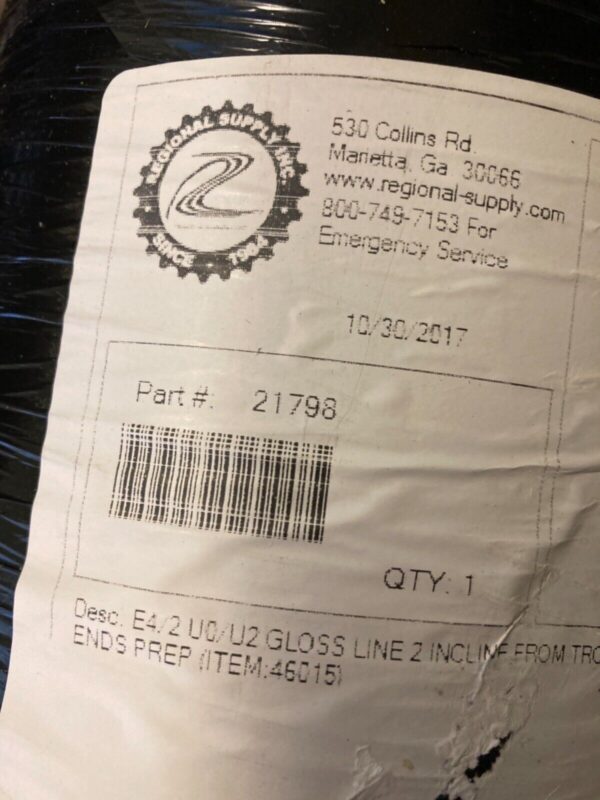 REGIONAL SUPPLY INC
SINCE 1964
530 Collins Rd.
Marietta, Ga 30066
www.regional-supply.com
800-749-7153 For
Emergency Service
10/30/2017
Part #: 21798
QTY: 1
Desc. E4/2 U0/U2 GLOSS LINE 2 INCLINE FROM TRO
ENDS PREP (ITEM:46015)